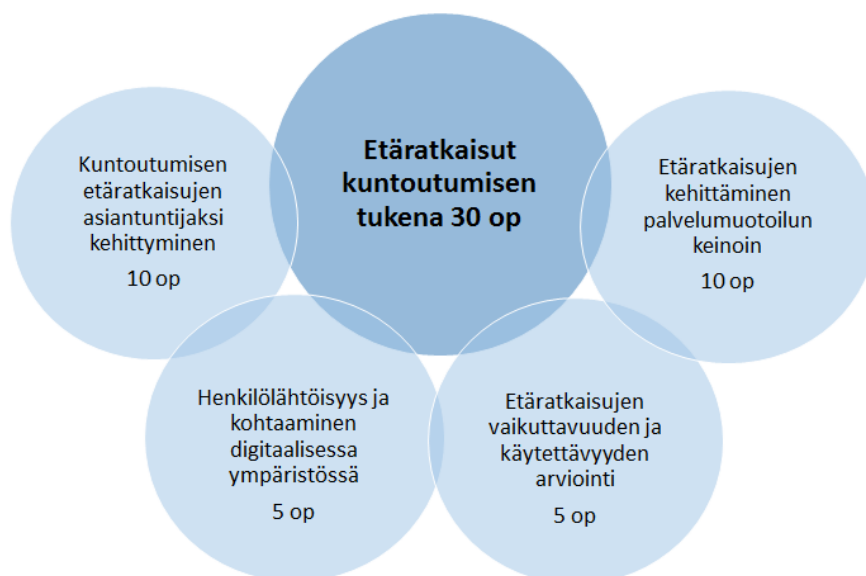 Etäratkaisut
kuntoutumisen
tukena 30 op
Kuntoutumisen
etäratkaisujen
asiantuntijaksi
kehittyminen
10 op
Henkilölähtöisyys ja
kohtaaminen
digitaalisessa
ympäristössä
5 op
Etäratkaisujen
vaikuttavuuden ja
käytettävyyden
arviointi
5 op
Etäratkaisujen
kehittäminen
palvelumuotoilun
keinoin
10 op